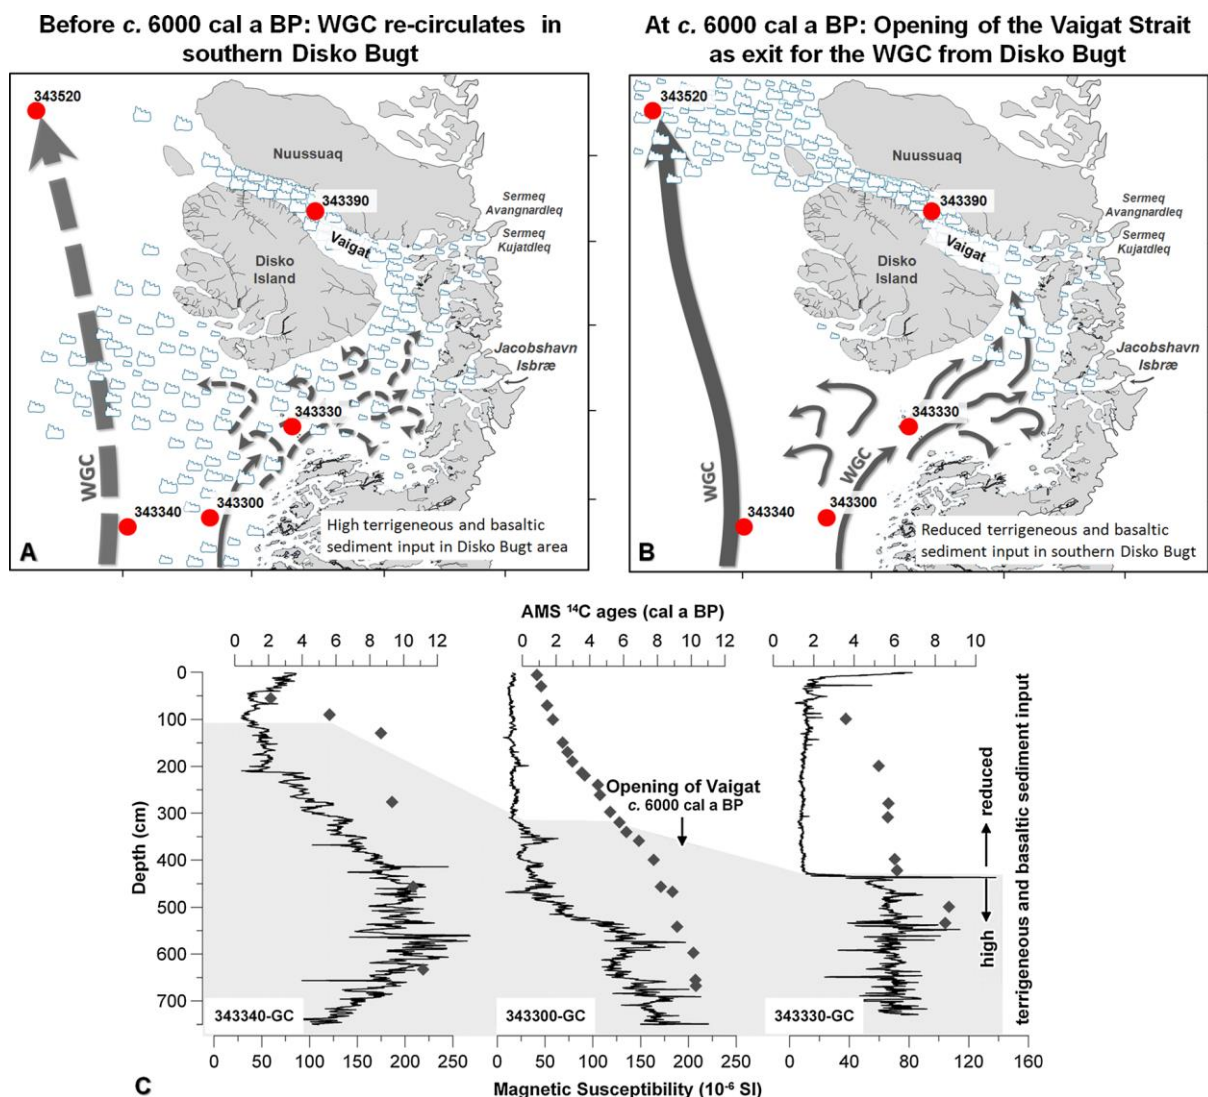 Before c. 6000 cal a BP: WGC re-circulates in
southern Disko Bugt
At c. 6000 cal a BP: Opening of the Vaigat Strait
as exit for the WGC from Disko Bugt
343520
Nuussuaq
343390
Sermeq
Avangnardleq
Sermeq
Kujatdleq
Vaigat
Disko
Island
Jacobshavn
Isbræ
343330
WGC
343340
343300
High terrigeneous and basaltic
sediment input in Disko Bugt area
A
343520
Nuussuaq
343390
Sermeq
Avangnardleq
Sermeq
Kujatdleq
Vaigat
Disko
Island
Jacobshavn
Isbræ
343330
WGC
WGC
343340
343300
Reduced terrigeneous and basaltic
sediment input in southern Disko Bugt
B
AMS ¹⁴C ages (cal a BP)
0 2 4 6 8 10 12
0 2 4 6 8 10 12
0 2 4 6 8 10
Depth (cm)
0
100
200
300
400
500
600
700
Opening of Vaigat
c. 6000 cal a BP
reduced
high
terrigeneous and basaltic sediment input
343340-GC
343300-GC
343330-GC
0 50 100 150 200 250
0 50 100 150 200 250
0 40 80 120 160
Magnetic Susceptibility (10⁻⁶ SI)
C